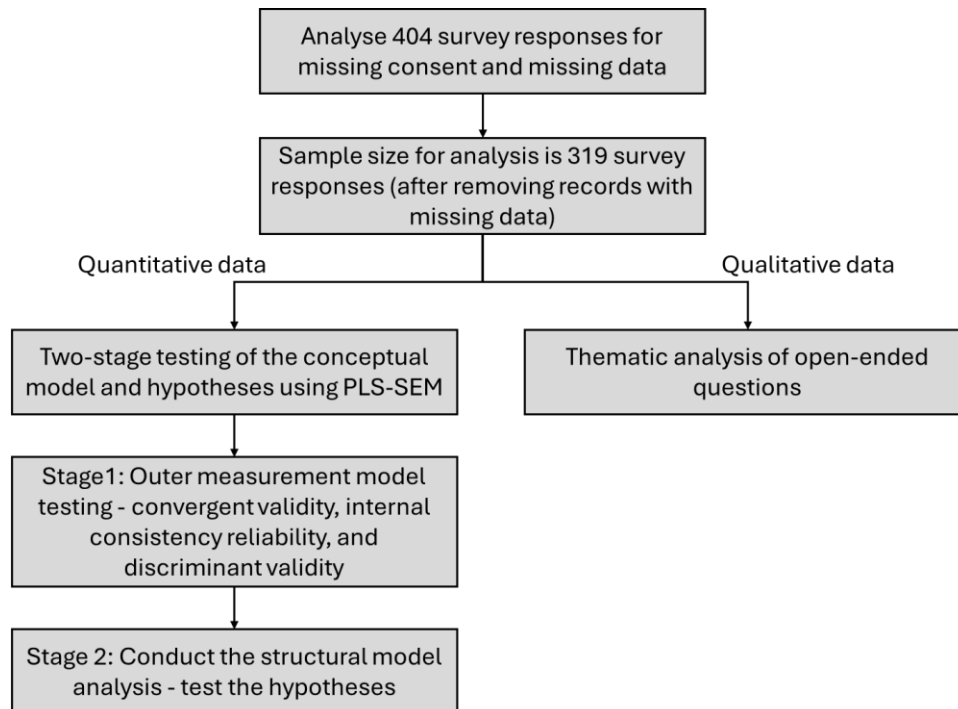 Analyse 404 survey responses for
missing consent and missing data
Sample size for analysis is 319 survey
responses (after removing records with
missing data)
Quantitative data
Qualitative data
Two-stage testing of the conceptual
model and hypotheses using PLS-SEM
Thematic analysis of open-ended
questions
Stage1: Outer measurement model
testing - convergent validity, internal
consistency reliability, and
discriminant validity
Stage 2: Conduct the structural model
analysis - test the hypotheses